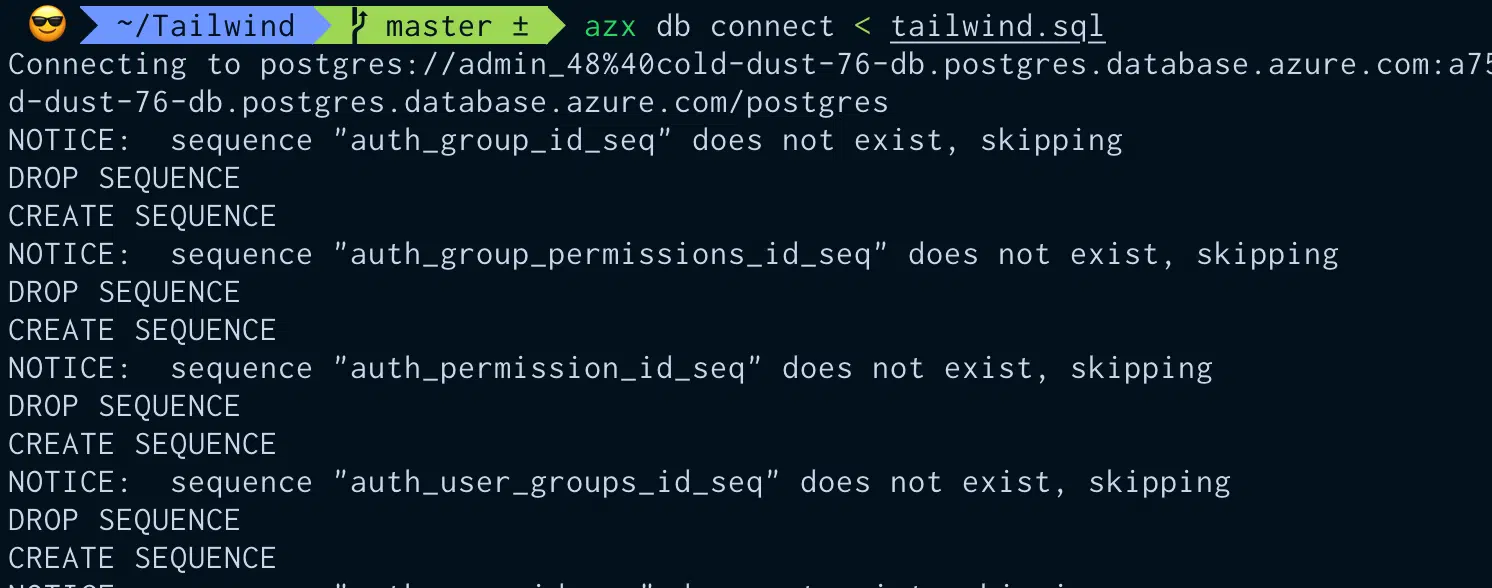 ~/Tailwind master ± azx db connect < tailwind.sql
Connecting to postgres://admin_48%40cold-dust-76-db.postgres.database.azure.com:a75
d-dust-76-db.postgres.database.azure.com/postgres
NOTICE:  sequence "auth_group_id_seq" does not exist, skipping
DROP SEQUENCE
CREATE SEQUENCE
NOTICE:  sequence "auth_group_permissions_id_seq" does not exist, skipping
DROP SEQUENCE
CREATE SEQUENCE
NOTICE:  sequence "auth_permission_id_seq" does not exist, skipping
DROP SEQUENCE
CREATE SEQUENCE
NOTICE:  sequence "auth_user_groups_id_seq" does not exist, skipping
DROP SEQUENCE
CREATE SEQUENCE